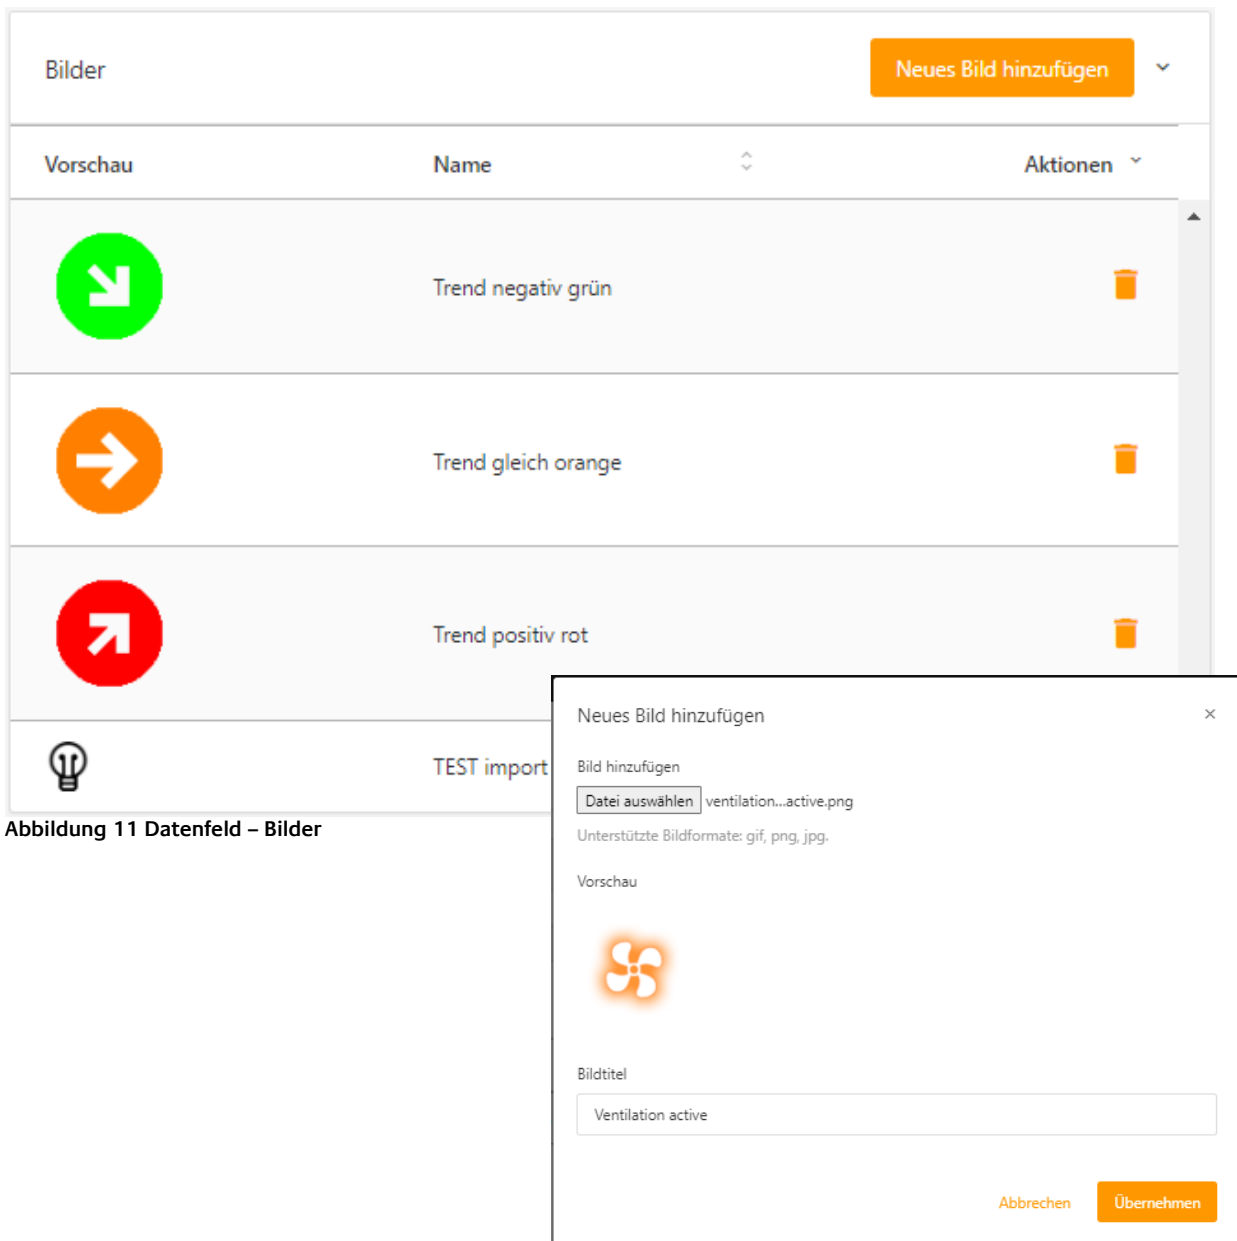 Bilder
Neues Bild hinzufügen
Vorschau Name Aktionen
Trend negativ grün
Trend gleich orange
Trend positiv rot
TEST import
Abbildung 11 Datenfeld – Bilder
Neues Bild hinzufügen
Bild hinzufügen
Datei auswählen ventilation...active.png
Unterstützte Bildformate: gif, png, jpg.
Vorschau
Bildtitel
Ventilation active
Abbrechen Übernehmen